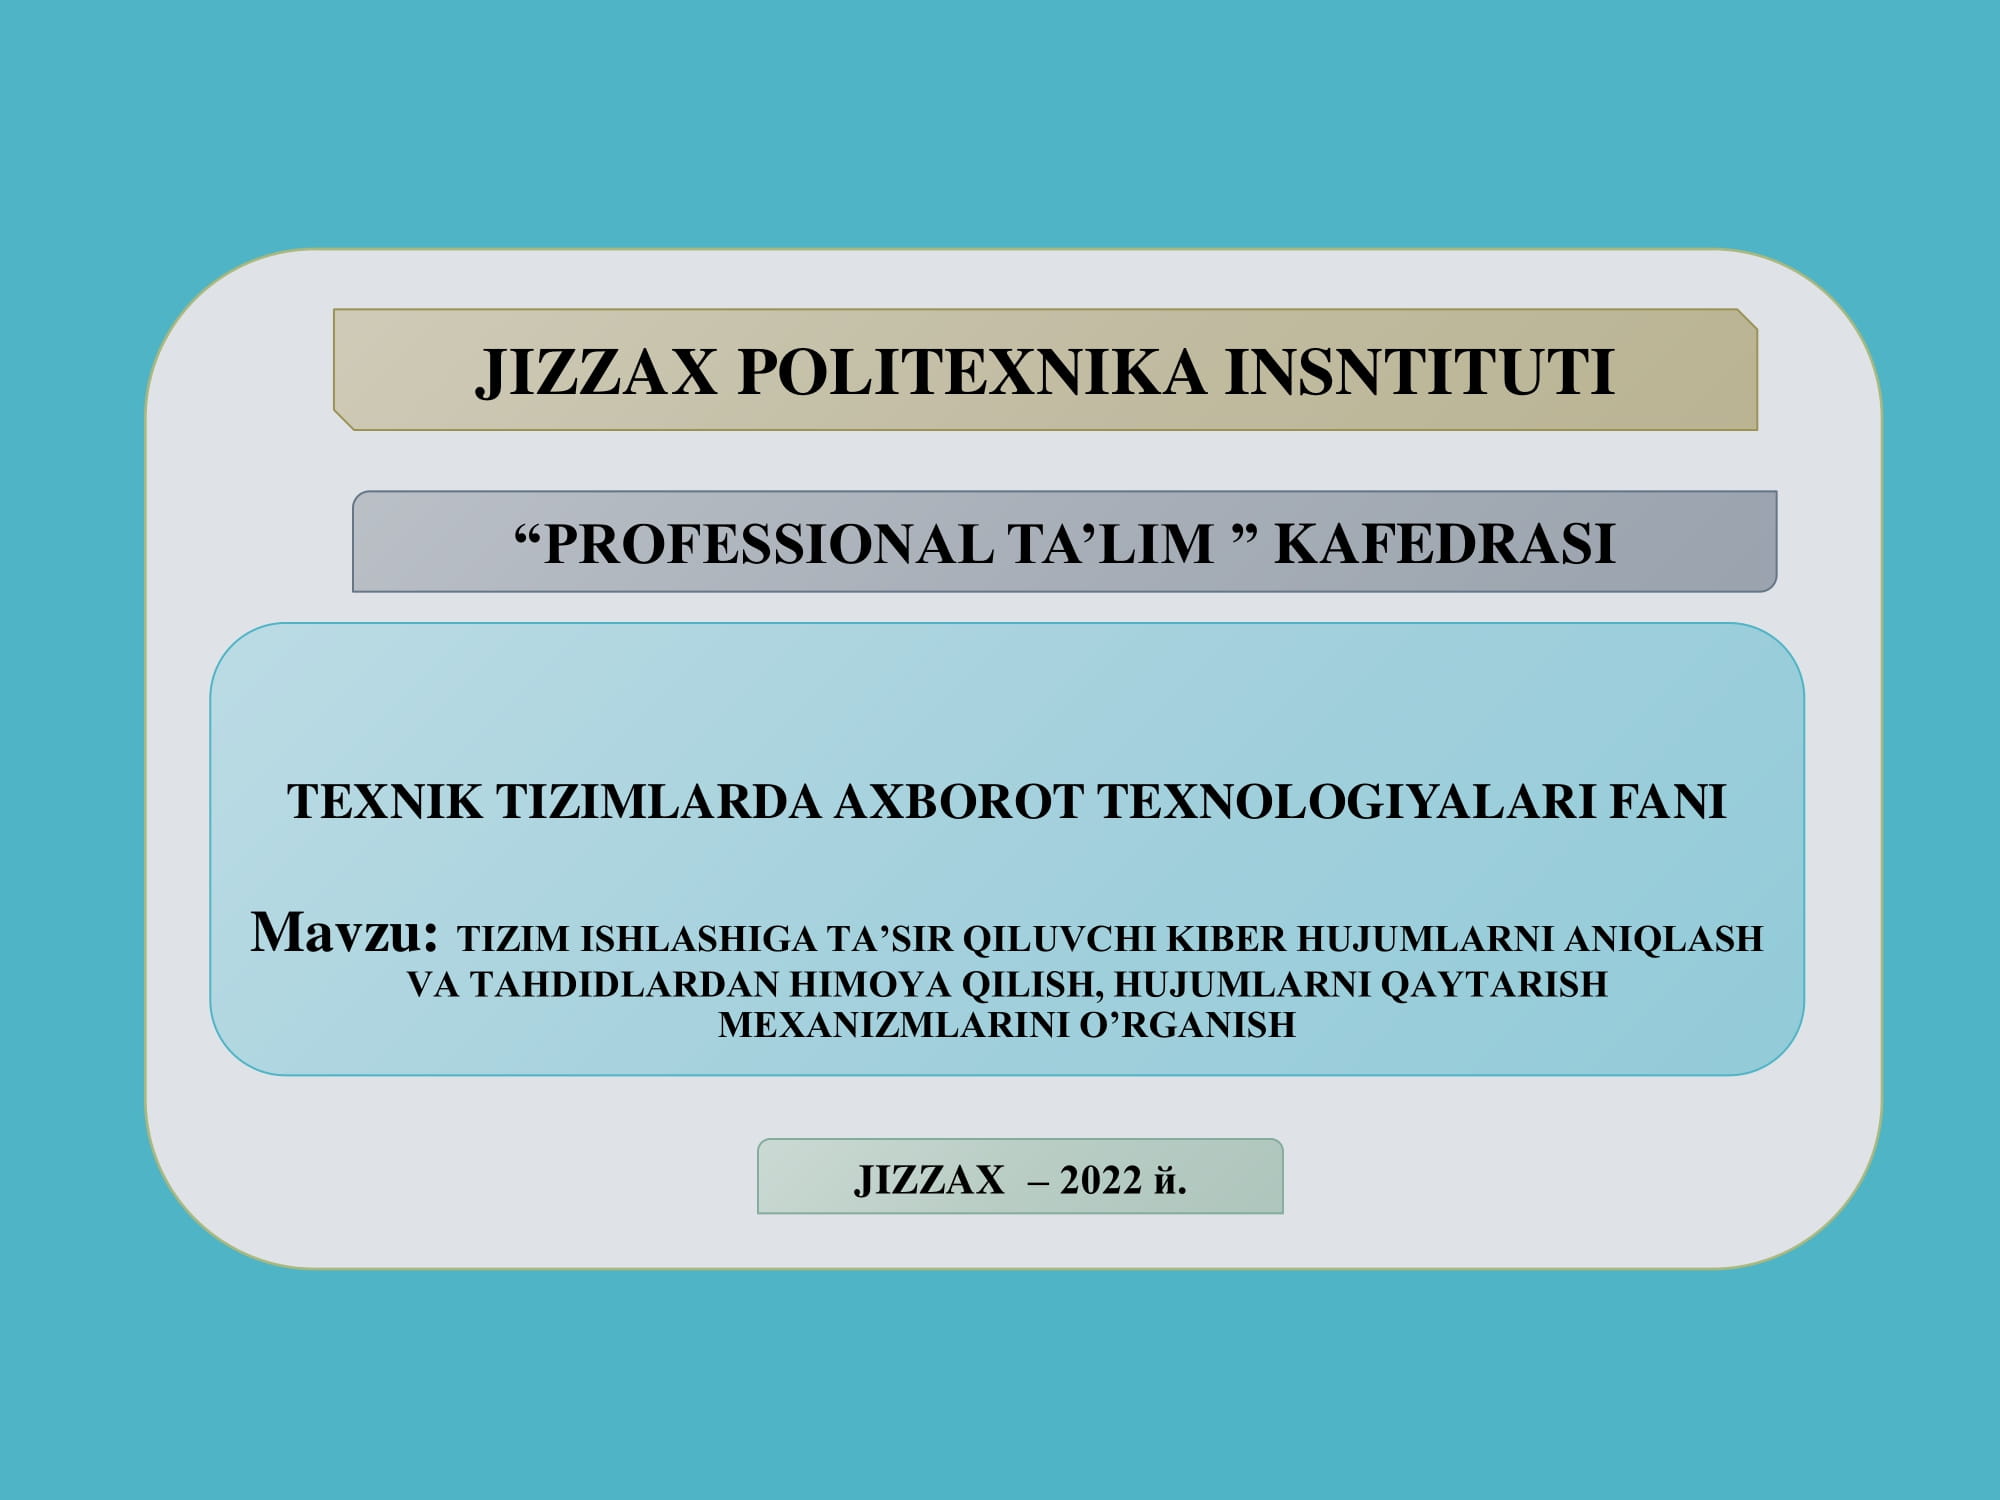 JIZZAX POLITEXNIKA INSNTITUTI
“PROFESSIONAL TA’LIM ” KAFEDRASI
TEXNIK TIZIMLARDA AXBOROT TEXNOLOGIYALARI FANI
Mavzu: TIZIM ISHLASHIGA TA’SIR QILUVCHI KIBER HUJUMLARNI ANIQLASH
VA TAHDIDLARDAN HIMOYA QILISH, HUJUMLARNI QAYTARISH
MEXANIZMLARINI O’RGANISH
JIZZAX – 2022 й.